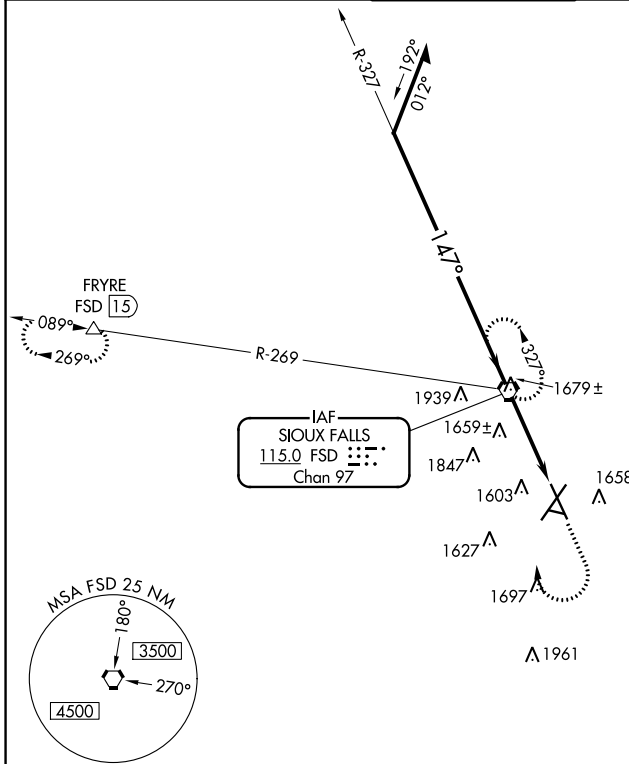 R-327
192°
012°
147°
FRYRE
FSD 15
089°
269°
R-269
327°
1679±
1939
IAF
SIOUX FALLS
115.0 FSD
Chan 97
1659±
1847
1603
1658
1627
1697
1961
MSA FSD 25 NM
180°
3500
270°
4500